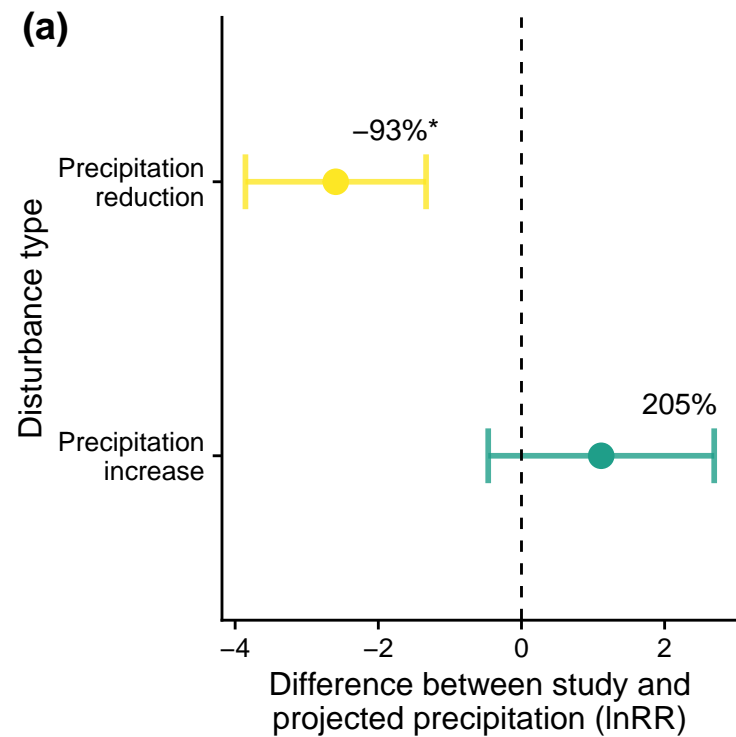 (a)
Disturbance type
Precipitation
reduction
Precipitation
increase
–93%*
205%
–4
–2
0
2
Difference between study and
projected precipitation (lnRR)